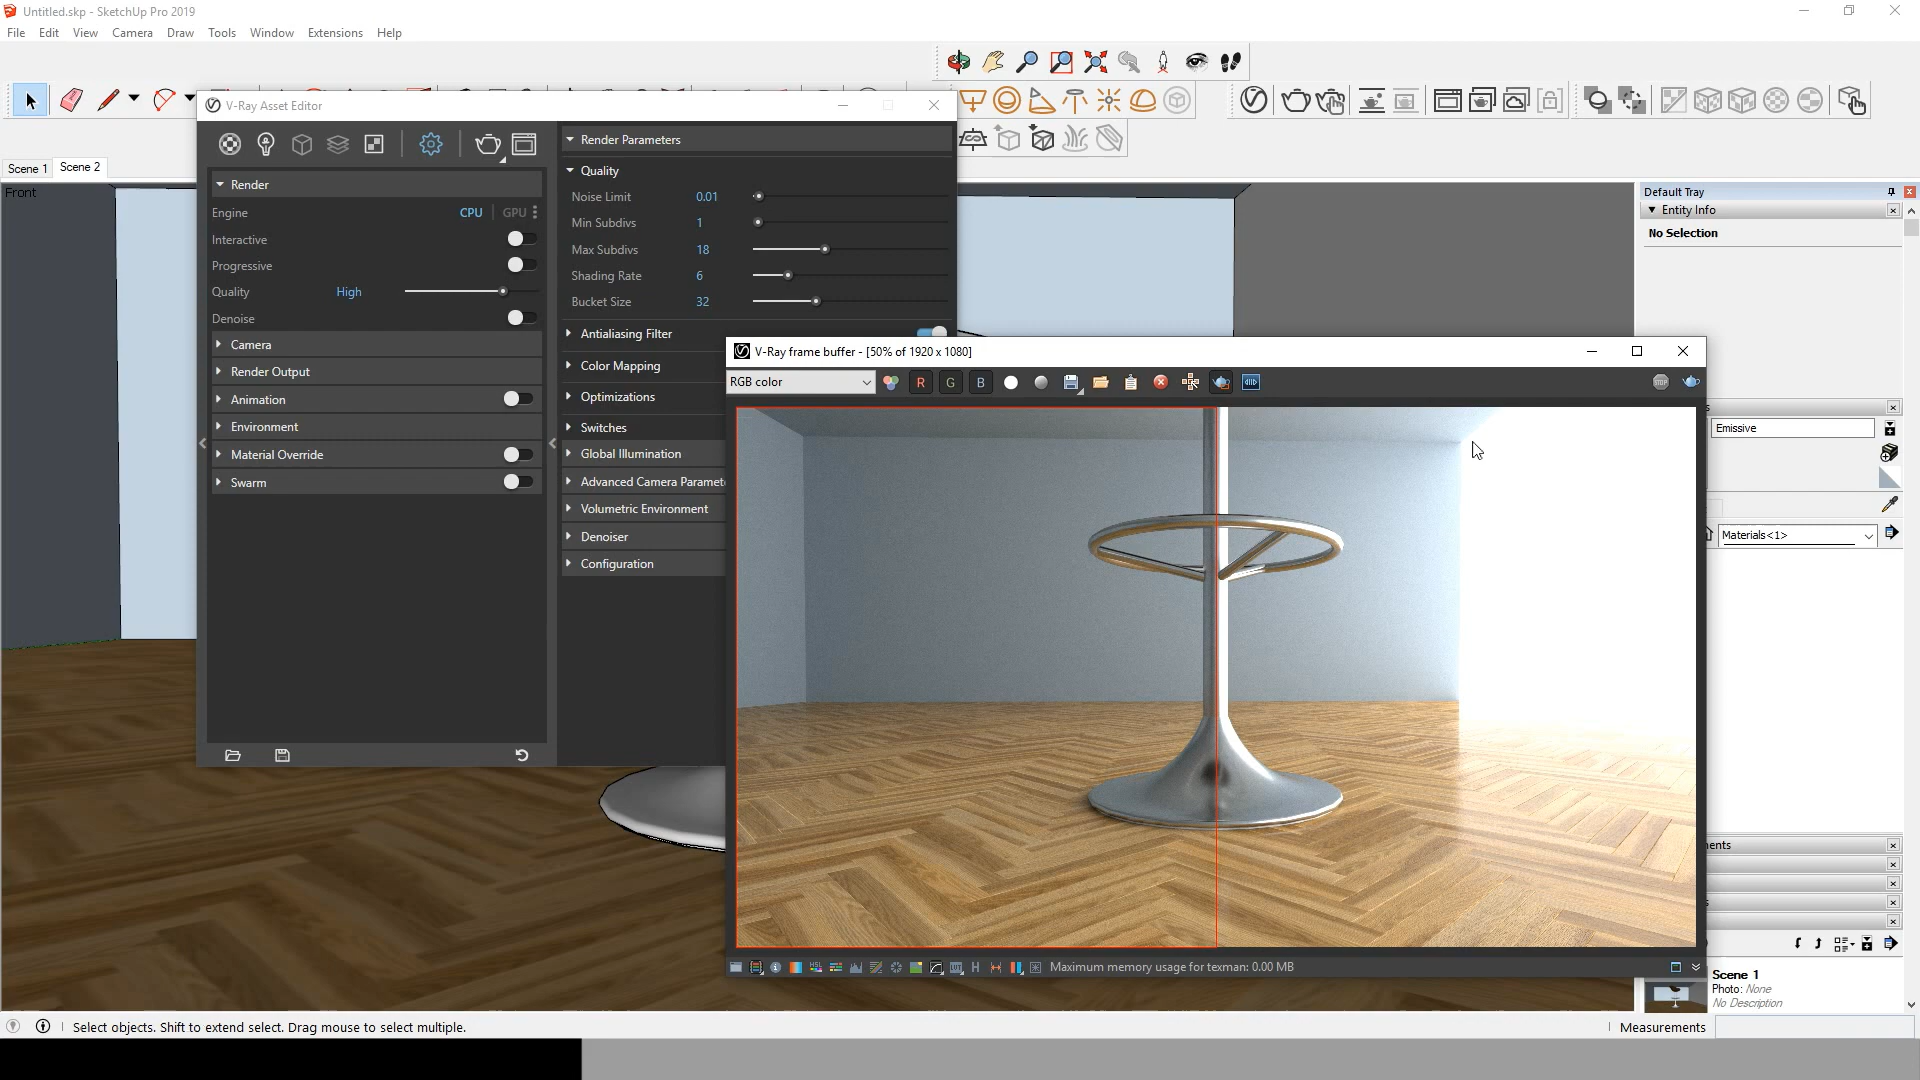 Untitled.skp - SketchUp Pro 2019
File Edit View Camera Draw Tools Window Extensions Help
V-Ray Asset Editor
Scene 1 Scene 2
Front
Render
Engine CPU GPU
Interactive
Progressive
Quality High
Denoise
Camera
Render Output
Animation
Environment
Material Override
Swarm
Render Parameters
Quality
Noise Limit 0.01
Min Subdivs 1
Max Subdivs 18
Shading Rate 6
Bucket Size 32
Antialiasing Filter
Color Mapping
Optimizations
Switches
Global Illumination
Advanced Camera Paramet
Volumetric Environment
Denoiser
Configuration
V-Ray frame buffer - [50% of 1920 x 1080]
RGB color
R G B
STOP
HSL
H
Maximum memory usage for texman: 0.00 MB
Default Tray
Entity Info
No Selection
Emissive
Materials<1>
ents
Scene 1
Photo: None
No Description
Select objects. Shift to extend select. Drag mouse to select multiple.
Measurements